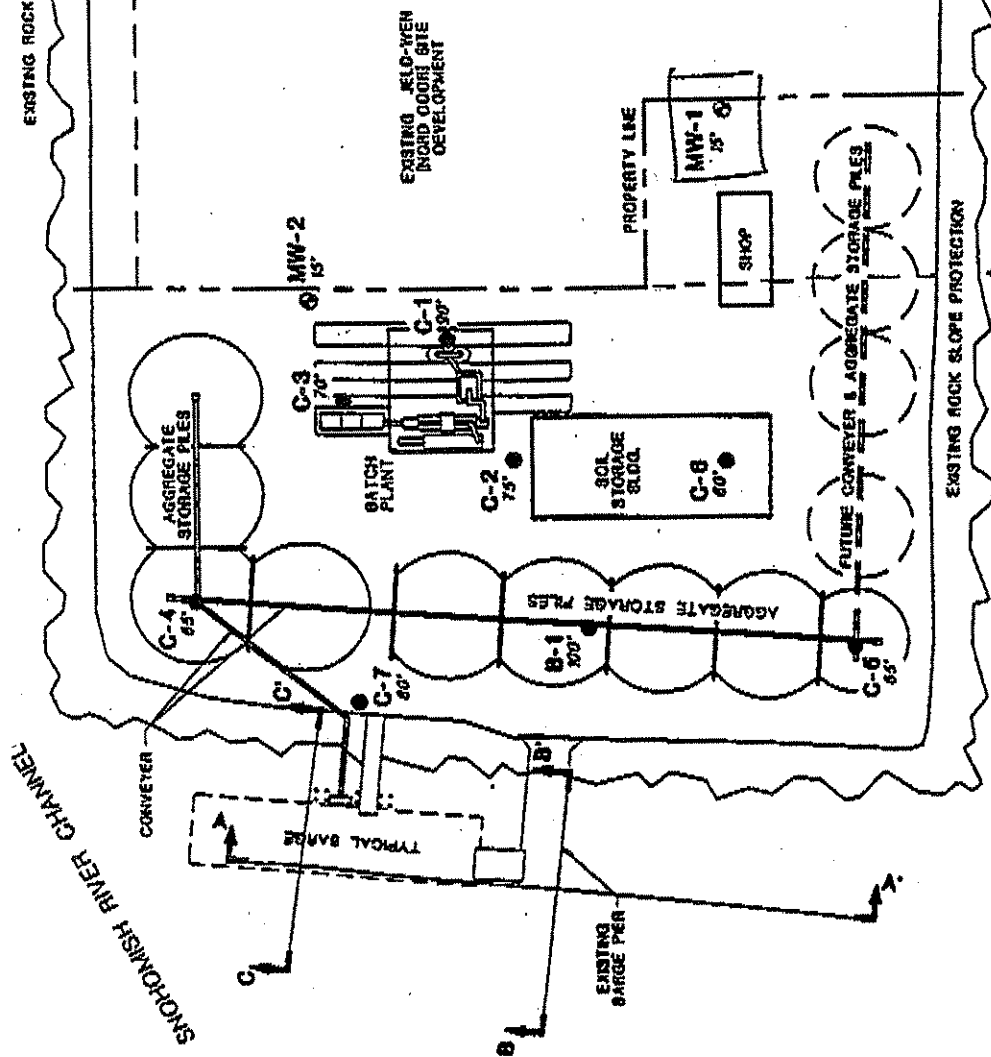 EXISTING ROCK
EXISTING JELD-WEN
(NORD DOOR) SITE
DEVELOPMENT
PROPERTY LINE
MW-1
15'
SHOP
MW-2
15'
C-1
C-3
70'
BATCH
PLANT
C-2
75'
SOIL
STORAGE
BLDG.
C-8
60'
AGGREGATE
STORAGE PILES
FUTURE CONVEYER & AGGREGATE STORAGE PILES
EXISTING ROCK SLOPE PROTECTION
C-4
65'
AGGREGATE STORAGE PILES
B-1
100'
C-7
80'
C'
B'
CONVEYER
SNOHOMISH RIVER CHANNEL
TYPICAL BARGE
A
A'
C
B
EXISTING
BARGE PIER